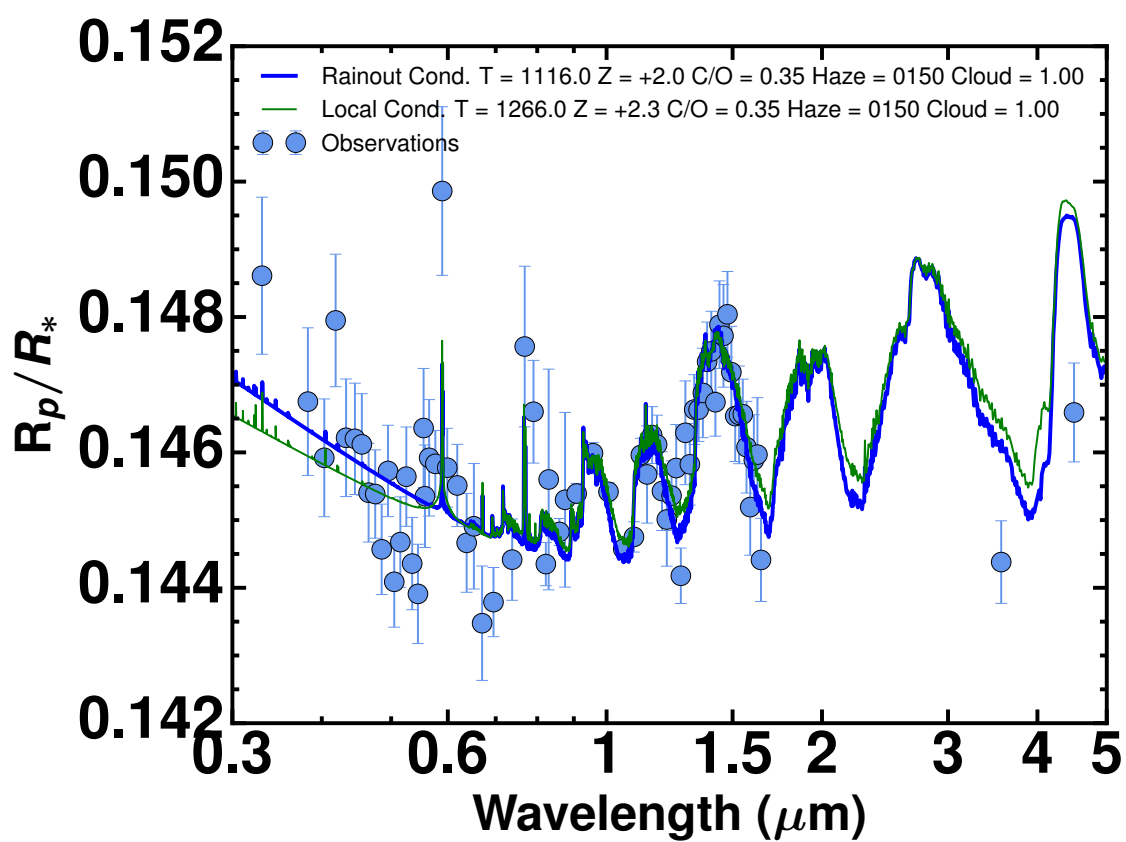 0.152
0.150
0.148
0.146
0.144
0.142
R_p/R_*
Rainout Cond. T = 1116.0 Z = +2.0 C/O = 0.35 Haze = 0150 Cloud = 1.00
Local Cond. T = 1266.0 Z = +2.3 C/O = 0.35 Haze = 0150 Cloud = 1.00
Observations
0.3 0.6 1 1.5 2 3 4 5
Wavelength (μm)